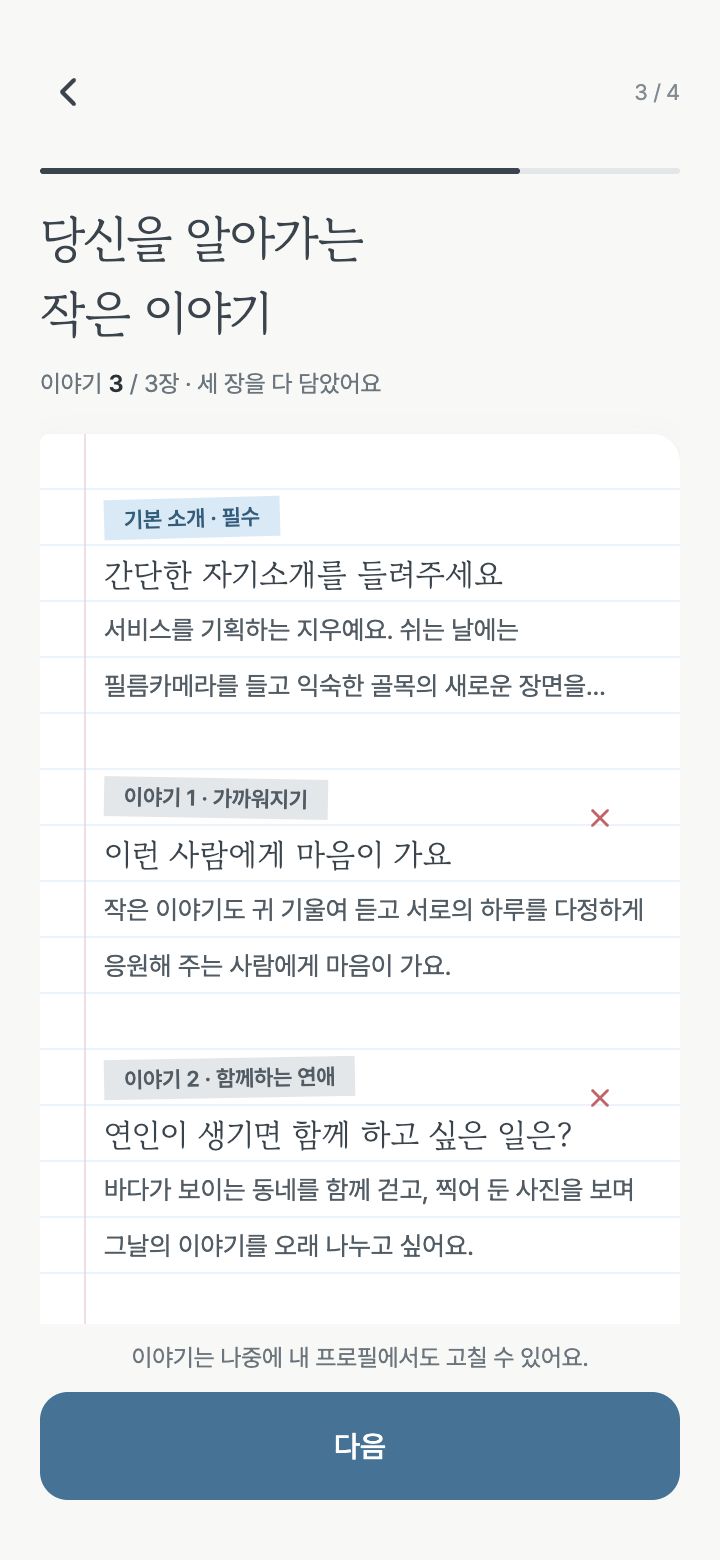 3 / 4
당신을 알아가는
작은 이야기
이야기 3 / 3장 · 세 장을 다 담았어요
기본 소개 · 필수
간단한 자기소개를 들려주세요
서비스를 기획하는 지우예요. 쉬는 날에는
필름카메라를 들고 익숙한 골목의 새로운 장면을...
이야기 1 · 가까워지기
이런 사람에게 마음이 가요
작은 이야기도 귀 기울여 듣고 서로의 하루를 다정하게
응원해 주는 사람에게 마음이 가요.
이야기 2 · 함께하는 연애
연인이 생기면 함께 하고 싶은 일은?
바다가 보이는 동네를 함께 걷고, 찍어 둔 사진을 보며
그날의 이야기를 오래 나누고 싶어요.
이야기는 나중에 내 프로필에서도 고칠 수 있어요.
다음